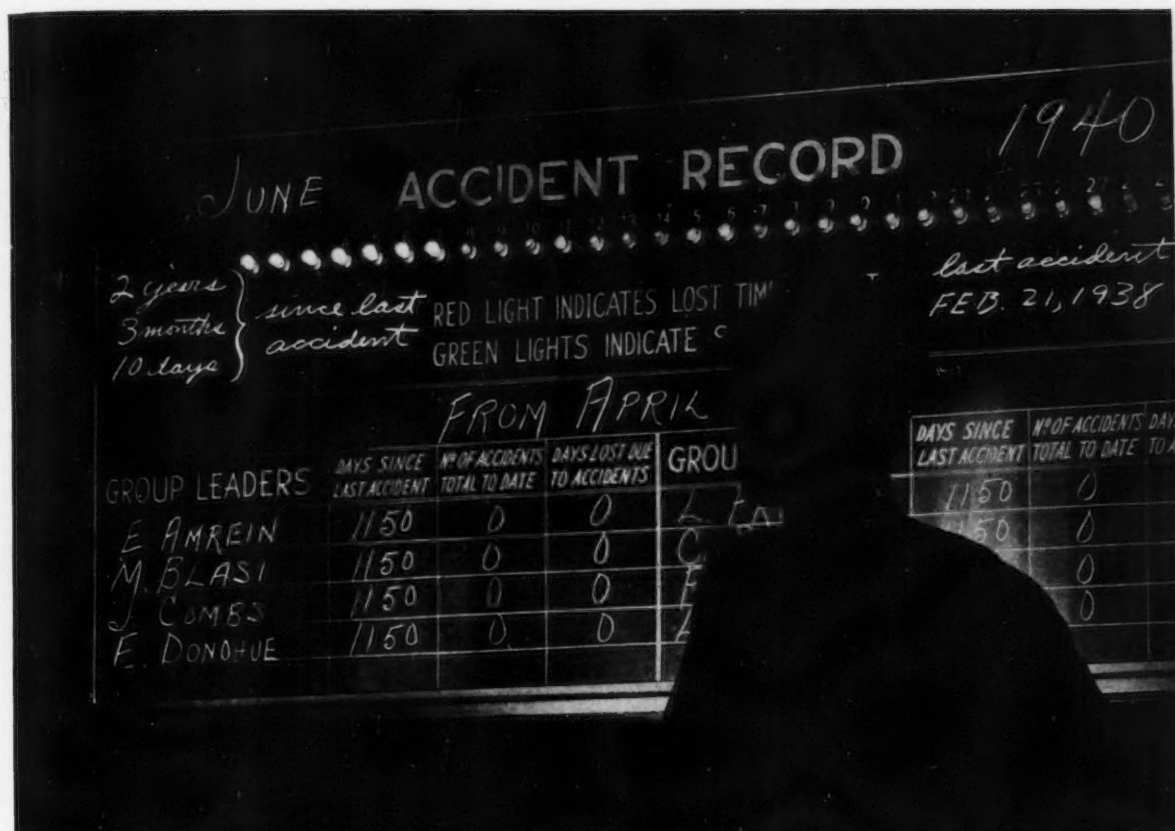 JUNE ACCIDENT RECORD 1940
2 years
3 months
10 days
since last
accident
RED LIGHT INDICATES LOST TIM
GREEN LIGHTS INDICATE
last accident
FEB. 21, 1938
FROM APRIL
GROUP LEADERS DAYS SINCE LAST ACCIDENT Nº OF ACCIDENTS TOTAL TO DATE DAYS LOST DUE TO ACCIDENTS GROU DAYS SINCE LAST ACCIDENT Nº OF ACCIDENTS TOTAL TO DATE
E AMREIN 1150 0 0 L 1150 0
M. BLASI 1150 0 0 C 1150 0
J COMBS 1150 0 0 0
E. DONOHUE 1150 0 0 0